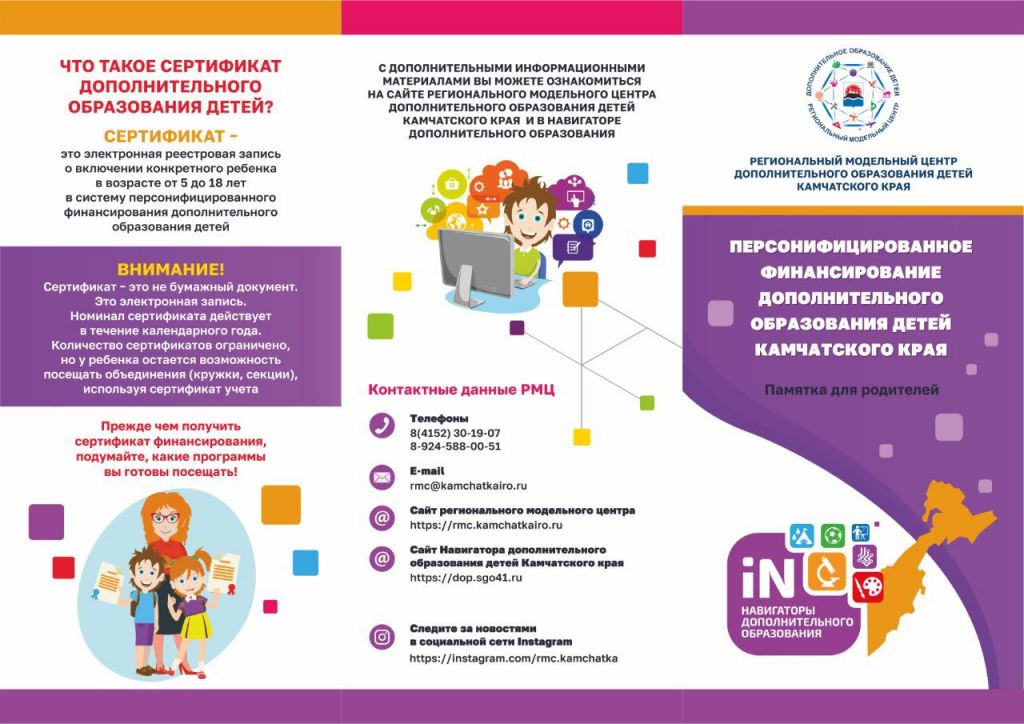 ЧТО ТАКОЕ СЕРТИФИКАТ
ДОПОЛНИТЕЛЬНОГО
ОБРАЗОВАНИЯ ДЕТЕЙ?
СЕРТИФИКАТ –
это электронная реестровая запись
о включении конкретного ребенка
в возрасте от 5 до 18 лет
в систему персонифицированного
финансирования дополнительного
образования детей
ВНИМАНИЕ!
Сертификат – это не бумажный документ.
Это электронная запись.
Номинал сертификата действует
в течение календарного года.
Количество сертификатов ограничено,
но у ребенка остается возможность
посещать объединения (кружки, секции),
используя сертификат учета
Прежде чем получить
сертификат финансирования,
подумайте, какие программы
вы готовы посещать!
С ДОПОЛНИТЕЛЬНЫМИ ИНФОРМАЦИОННЫМИ
МАТЕРИАЛАМИ ВЫ МОЖЕТЕ ОЗНАКОМИТЬСЯ
НА САЙТЕ РЕГИОНАЛЬНОГО МОДЕЛЬНОГО ЦЕНТРА
ДОПОЛНИТЕЛЬНОГО ОБРАЗОВАНИЯ ДЕТЕЙ
КАМЧАТСКОГО КРАЯ И В НАВИГАТОРЕ
ДОПОЛНИТЕЛЬНОГО ОБРАЗОВАНИЯ
Контактные данные РМЦ
Телефоны
8(4152) 30-19-07
8-924-588-00-51
E-mail
rmc@kamchatkairo.ru
Сайт регионального модельного центра
https://rmc.kamchatkairo.ru
Сайт Навигатора дополнительного
образования детей Камчатского края
https://dop.sgo41.ru
Следите за новостями
в социальной сети Instagram
https://instagram.com/rmc.kamchatka
ДОПОЛНИТЕЛЬНОЕ ОБРАЗОВАНИЕ ДЕТЕЙ
РЕГИОНАЛЬНЫЙ МОДЕЛЬНЫЙ ЦЕНТР
РЕГИОНАЛЬНЫЙ МОДЕЛЬНЫЙ ЦЕНТР
ДОПОЛНИТЕЛЬНОГО ОБРАЗОВАНИЯ ДЕТЕЙ
КАМЧАТСКОГО КРАЯ
ПЕРСОНИФИЦИРОВАННОЕ
ФИНАНСИРОВАНИЕ
ДОПОЛНИТЕЛЬНОГО
ОБРАЗОВАНИЯ ДЕТЕЙ
КАМЧАТСКОГО КРАЯ
Памятка для родителей
iN
НАВИГАТОРЫ
ДОПОЛНИТЕЛЬНОГО
ОБРАЗОВАНИЯ